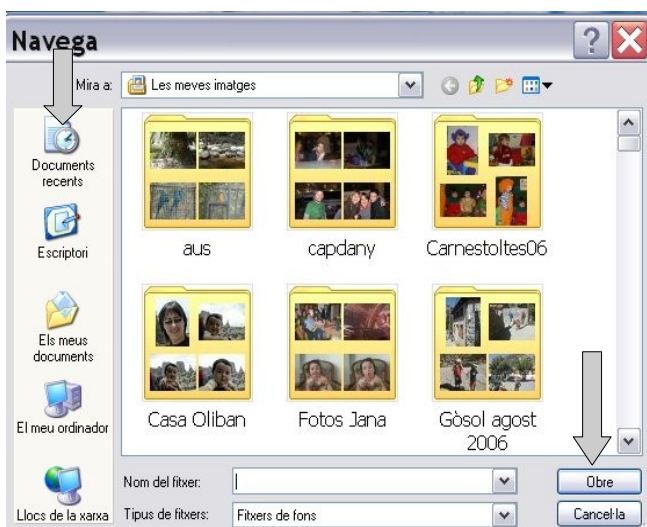 Navega
Mira a:
Les meves imatges
Documents
recents
Escriptori
Els meus
documents
El meu ordinador
Llocs de la xarxa
aus
capdany
Carnestoltes06
Casa Oliban
Fotos Jana
Gòsol agost
2006
Nom del fitxer:
Obre
Tipus de fitxers:
Fitxers de fons
Cancel·la